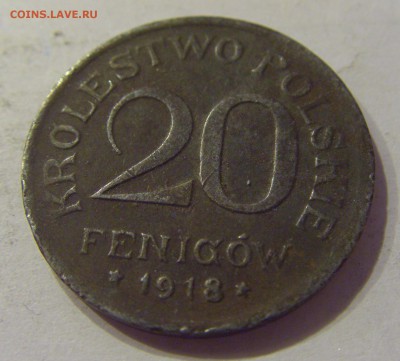 COINS.LAVE.RU
KRÓLESTWO POLSKIE
20
FENIGÓW
* 1918 *